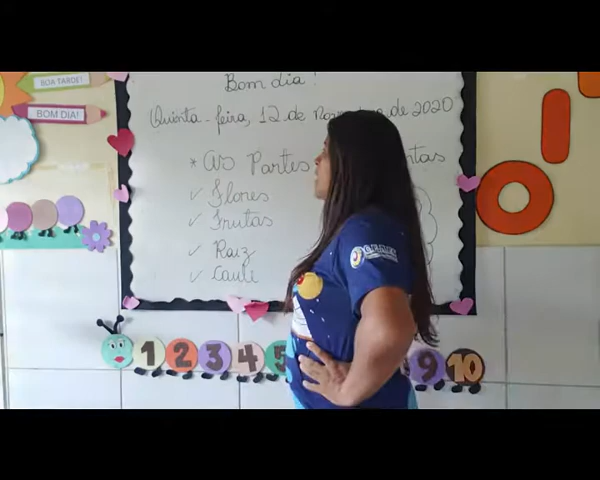 Bom dia!
Quinta-feira, 12 de de 2020
* As Partes ntas
✓ Flores
✓ Frutas
✓ Raiz
✓ Caule
BOA TARDE!
BOM DIA!
1 2 3 4 5 9 10